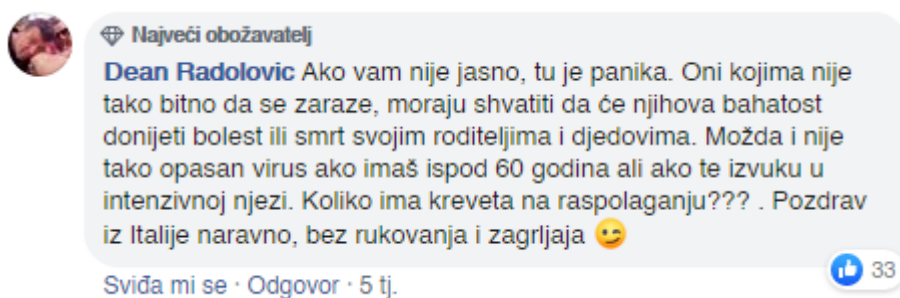 Najveći obožavatelj
Dean Radolovic Ako vam nije jasno, tu je panika. Oni kojima nije
tako bitno da se zaraze, moraju shvatiti da će njihova bahatost
donijeti bolest ili smrt svojim roditeljima i djedovima. Možda i nije
tako opasan virus ako imaš ispod 60 godina ali ako te izvuku u
intenzivnoj njezi. Koliko ima kreveta na raspolaganju??? . Pozdrav
iz Italije naravno, bez rukovanja i zagrljaja 😉
33
Sviđa mi se · Odgovor · 5 tj.